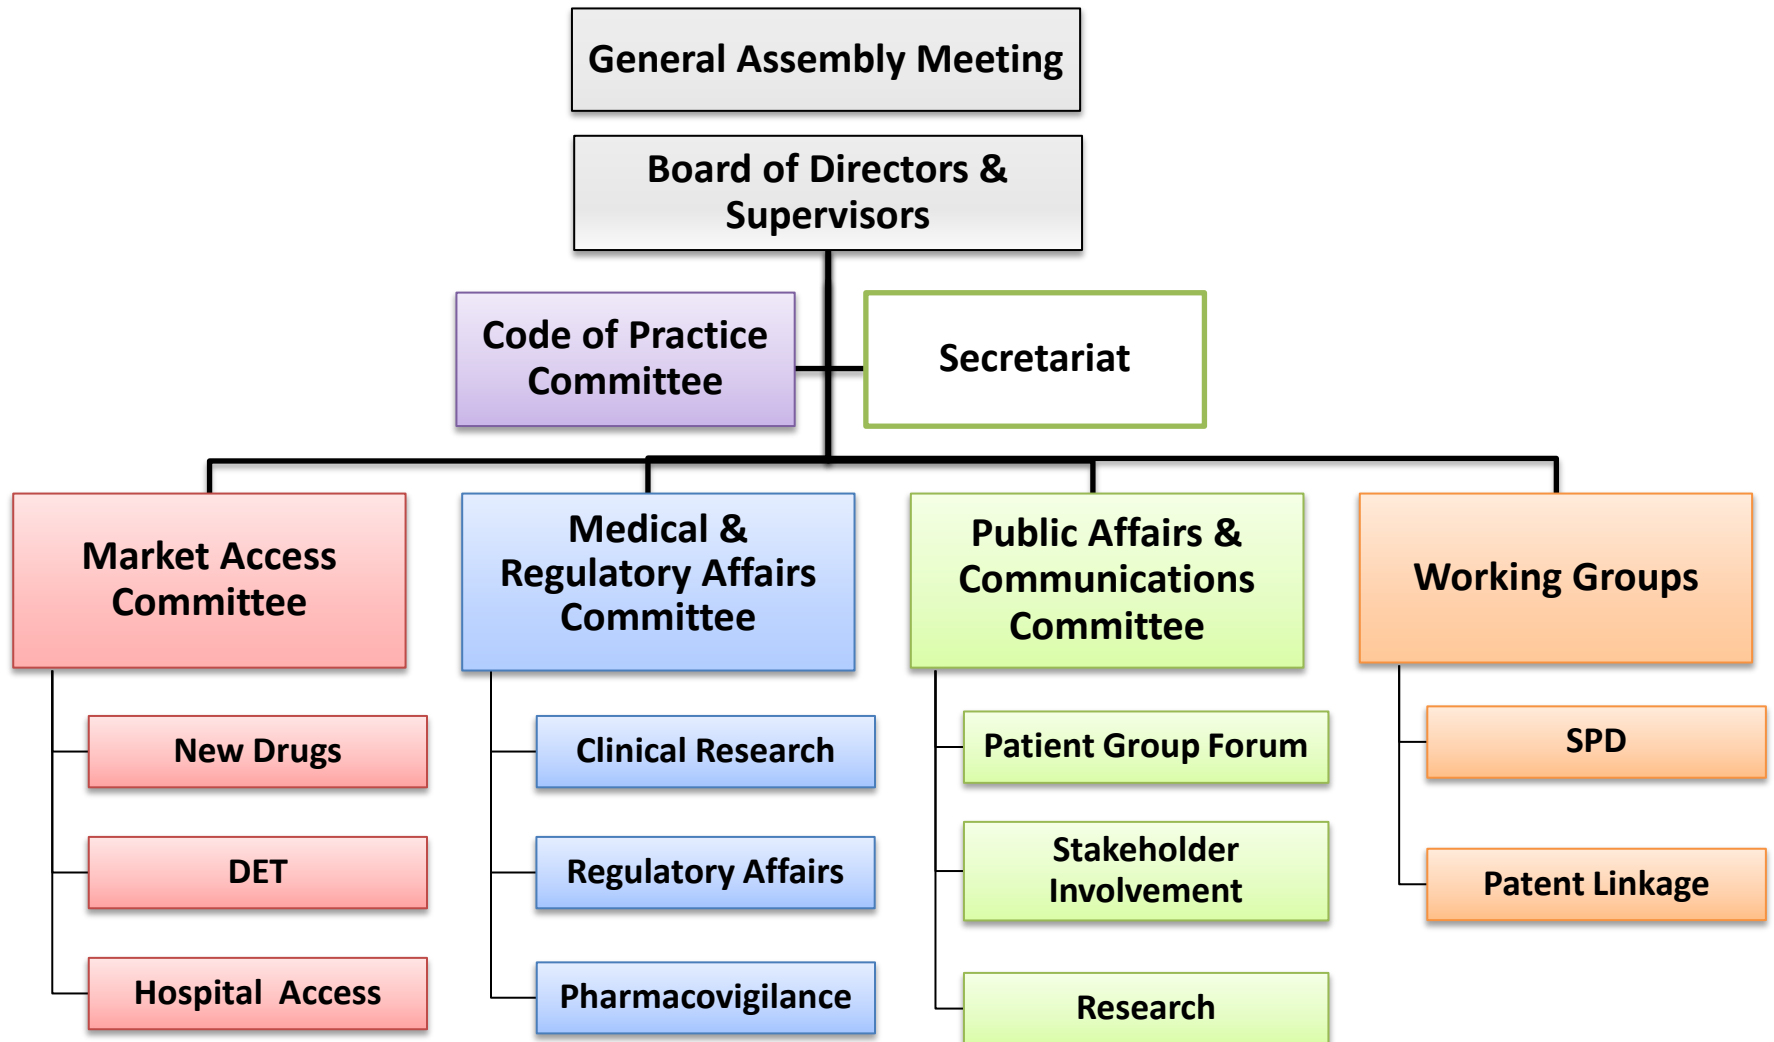 General Assembly Meeting
Board of Directors &
Supervisors
Code of Practice
Committee
Secretariat
Market Access
Committee
Medical &
Regulatory Affairs
Committee
Public Affairs &
Communications
Committee
Working Groups
New Drugs
DET
Hospital Access
Clinical Research
Regulatory Affairs
Pharmacovigilance
Patient Group Forum
Stakeholder
Involvement
Research
SPD
Patent Linkage